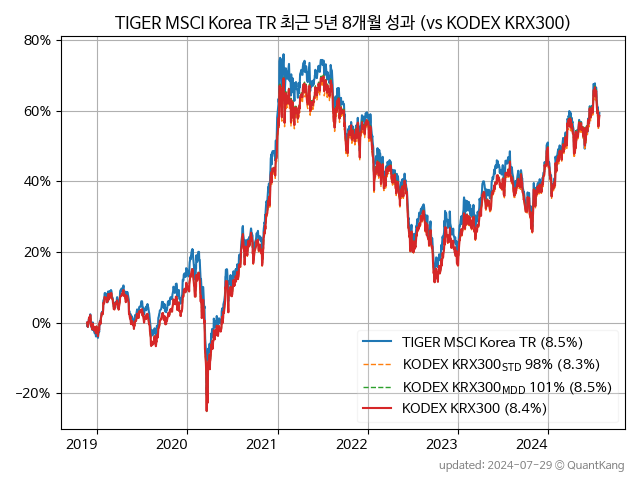 TIGER MSCI Korea TR 최근 5년 8개월 성과 (vs KODEX KRX300)
80%
60%
40%
20%
0%
−20%
TIGER MSCI Korea TR (8.5%)
KODEX KRX300STD 98% (8.3%)
KODEX KRX300MDD 101% (8.5%)
KODEX KRX300 (8.4%)
2019 2020 2021 2022 2023 2024
updated: 2024-07-29 © QuantKang